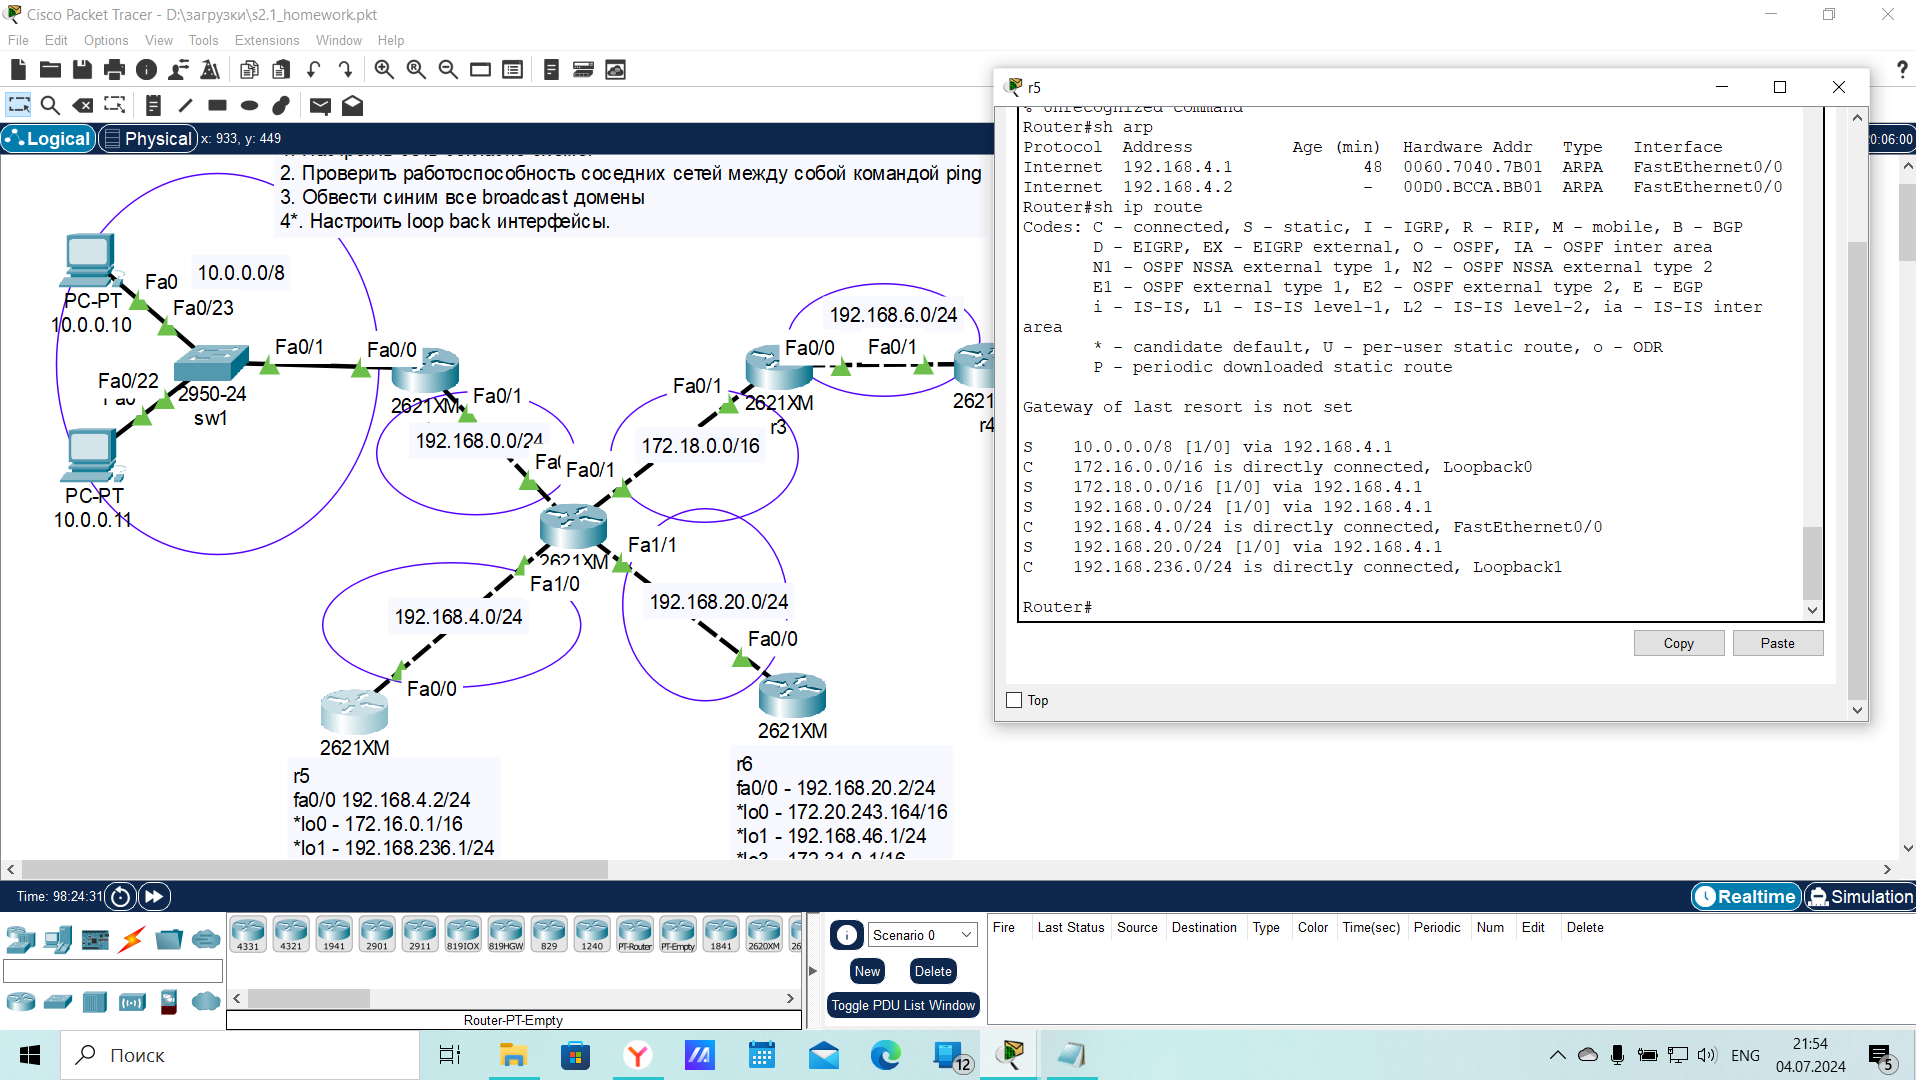 Cisco Packet Tracer - D:\загрузки\s2.1_homework.pkt
File Edit Options View Tools Extensions Window Help
Logical Physical x: 933, y: 449
20:06:00
2. Проверить работоспособность соседних сетей между собой командой ping
3. Обвести синим все broadcast домены
4*. Настроить loop back интерфейсы.
Fa0
10.0.0.0/8
PC-PT
10.0.0.10
Fa0/23
Fa0/1
Fa0/0
Fa0/22
Fa0
2950-24
sw1
PC-PT
10.0.0.11
2621XM
Fa0/1
192.168.0.0/24
Fa0/1
192.168.6.0/24
Fa0/0
Fa0/1
Fa0/1
2621XM
r3
2621
r4
172.18.0.0/16
2621XM
Fa1/1
Fa1/0
192.168.4.0/24
192.168.20.0/24
Fa0/0
Fa0/0
2621XM
2621XM
r5
fa0/0 192.168.4.2/24
*lo0 - 172.16.0.1/16
*lo1 - 192.168.236.1/24
r6
fa0/0 - 192.168.20.2/24
*lo0 - 172.20.243.164/16
*lo1 - 192.168.46.1/24
*lo3 - 172.31.0.1/16
r5
% Unrecognized command
Router#sh arp
Protocol Address Age (min) Hardware Addr Type Interface
Internet 192.168.4.1 48 0060.7040.7B01 ARPA FastEthernet0/0
Internet 192.168.4.2 - 00D0.BCCA.BB01 ARPA FastEthernet0/0
Router#sh ip route
Codes: C - connected, S - static, I - IGRP, R - RIP, M - mobile, B - BGP
D - EIGRP, EX - EIGRP external, O - OSPF, IA - OSPF inter area
N1 - OSPF NSSA external type 1, N2 - OSPF NSSA external type 2
E1 - OSPF external type 1, E2 - OSPF external type 2, E - EGP
i - IS-IS, L1 - IS-IS level-1, L2 - IS-IS level-2, ia - IS-IS inter
area
* - candidate default, U - per-user static route, o - ODR
P - periodic downloaded static route
Gateway of last resort is not set
S 10.0.0.0/8 [1/0] via 192.168.4.1
C 172.16.0.0/16 is directly connected, Loopback0
S 172.18.0.0/16 [1/0] via 192.168.4.1
S 192.168.0.0/24 [1/0] via 192.168.4.1
C 192.168.4.0/24 is directly connected, FastEthernet0/0
S 192.168.20.0/24 [1/0] via 192.168.4.1
C 192.168.236.0/24 is directly connected, Loopback1
Router#
Copy Paste
Top
Time: 98:24:31
Realtime Simulation
4331 4321 1941 2901 2911 819IOX 819HGW 829 1240 PT-Router PT-Empty 1841 2620XM
Router-PT-Empty
Scenario 0
New Delete
Toggle PDU List Window
Fire Last Status Source Destination Type Color Time(sec) Periodic Num Edit Delete
Поиск
12
ENG
21:54
04.07.2024
5